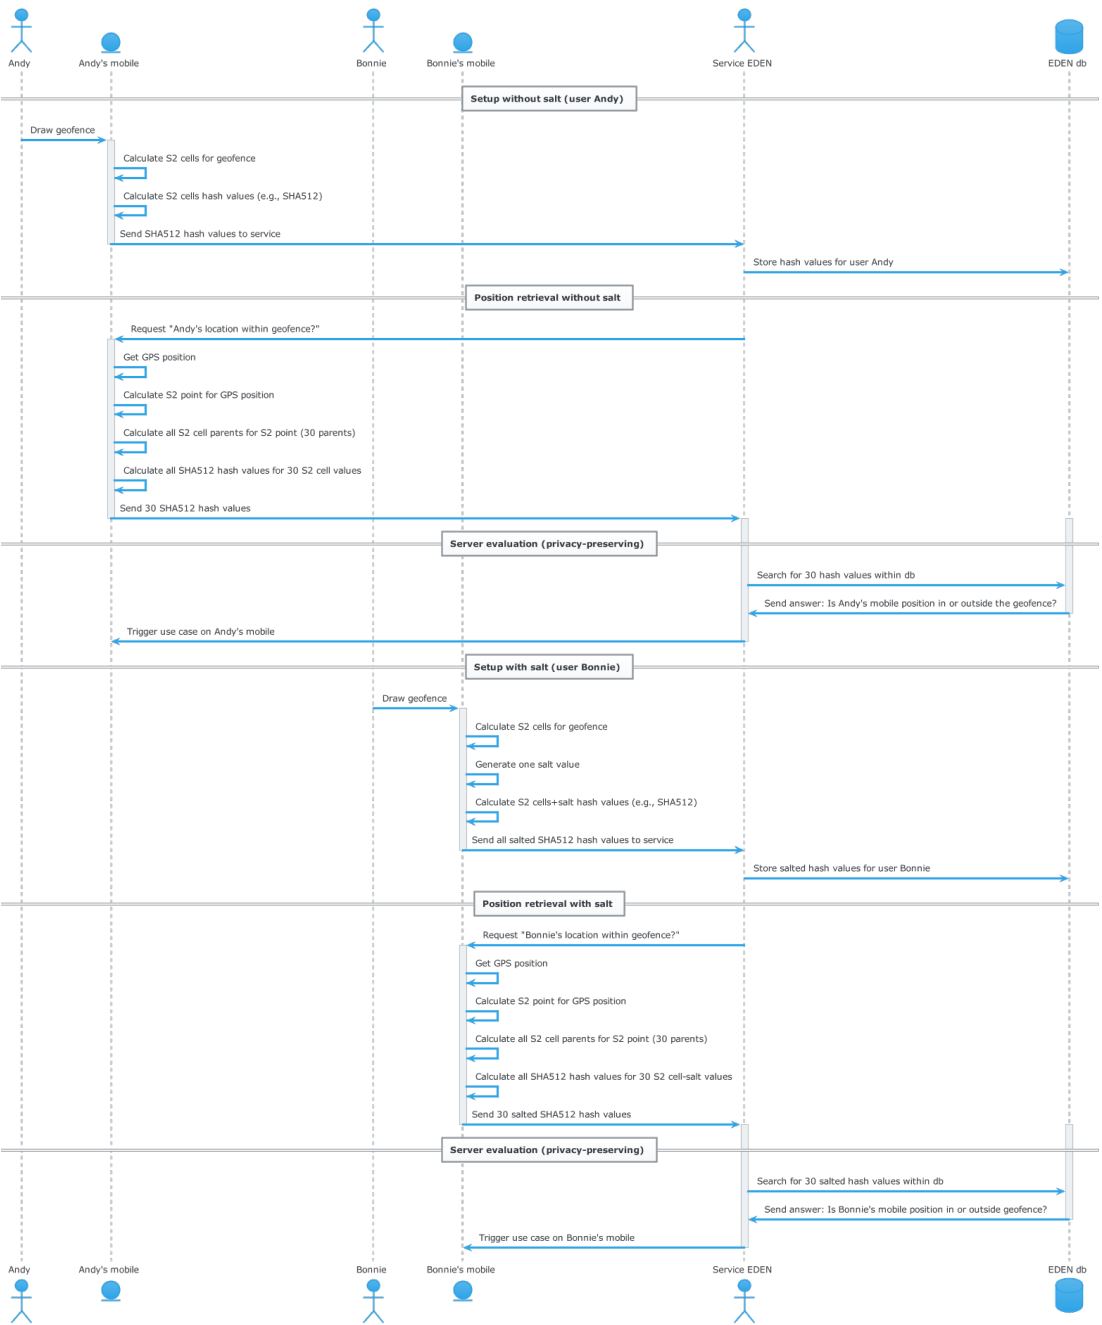 Andy
Andy's mobile
Bonnie
Bonnie's mobile
Service EDEN
EDEN db
Setup without salt (user Andy)
Draw geofence
Calculate S2 cells for geofence
Calculate S2 cells hash values (e.g., SHA512)
Send SHA512 hash values to service
Store hash values for user Andy
Position retrieval without salt
Request "Andy's location within geofence?"
Get GPS position
Calculate S2 point for GPS position
Calculate all S2 cell parents for S2 point (30 parents)
Calculate all SHA512 hash values for 30 S2 cell values
Send 30 SHA512 hash values
Server evaluation (privacy-preserving)
Search for 30 hash values within db
Send answer: Is Andy's mobile position in or outside the geofence?
Trigger use case on Andy's mobile
Setup with salt (user Bonnie)
Draw geofence
Calculate S2 cells for geofence
Generate one salt value
Calculate S2 cells+salt hash values (e.g., SHA512)
Send all salted SHA512 hash values to service
Store salted hash values for user Bonnie
Position retrieval with salt
Request "Bonnie's location within geofence?"
Get GPS position
Calculate S2 point for GPS position
Calculate all S2 cell parents for S2 point (30 parents)
Calculate all SHA512 hash values for 30 S2 cell-salt values
Send 30 salted SHA512 hash values
Server evaluation (privacy-preserving)
Search for 30 salted hash values within db
Send answer: Is Bonnie's mobile position in or outside geofence?
Trigger use case on Bonnie's mobile
Andy
Andy's mobile
Bonnie
Bonnie's mobile
Service EDEN
EDEN db